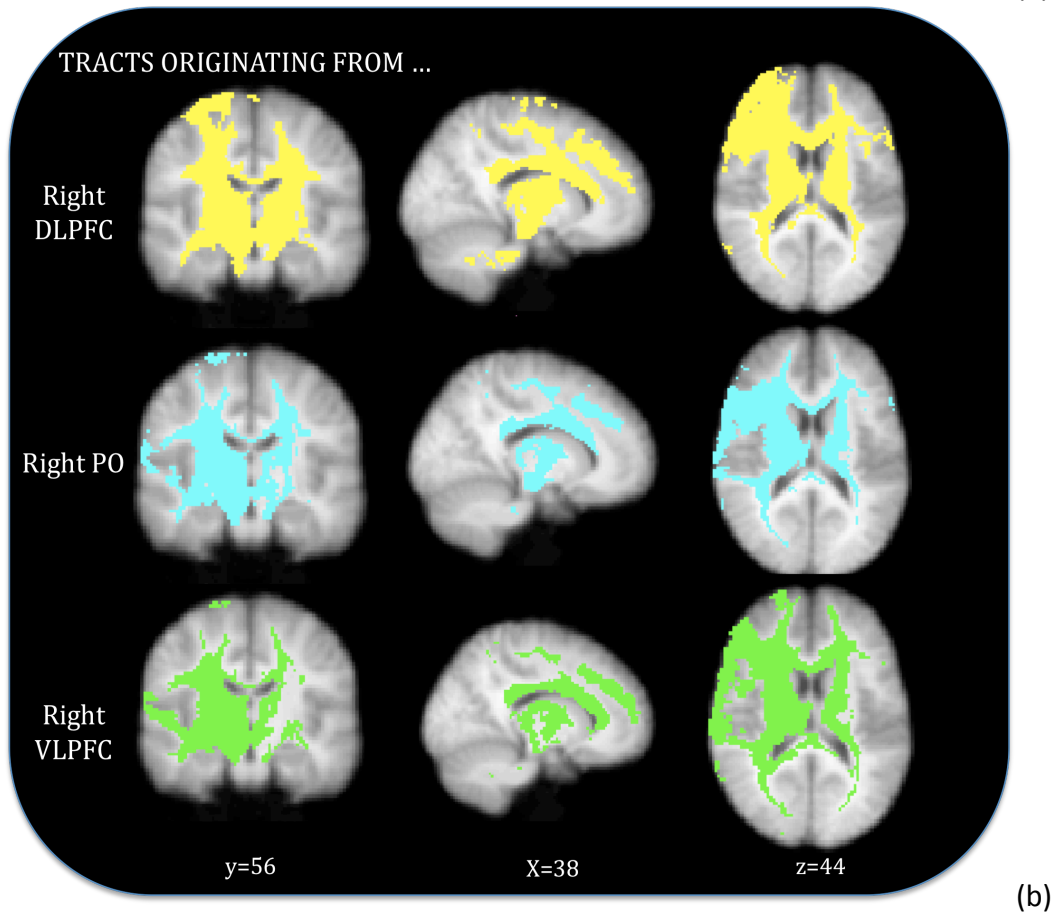 TRACTS ORIGINATING FROM …
Right
DLPFC
Right PO
Right
VLPFC
y=56
X=38
z=44
(b)